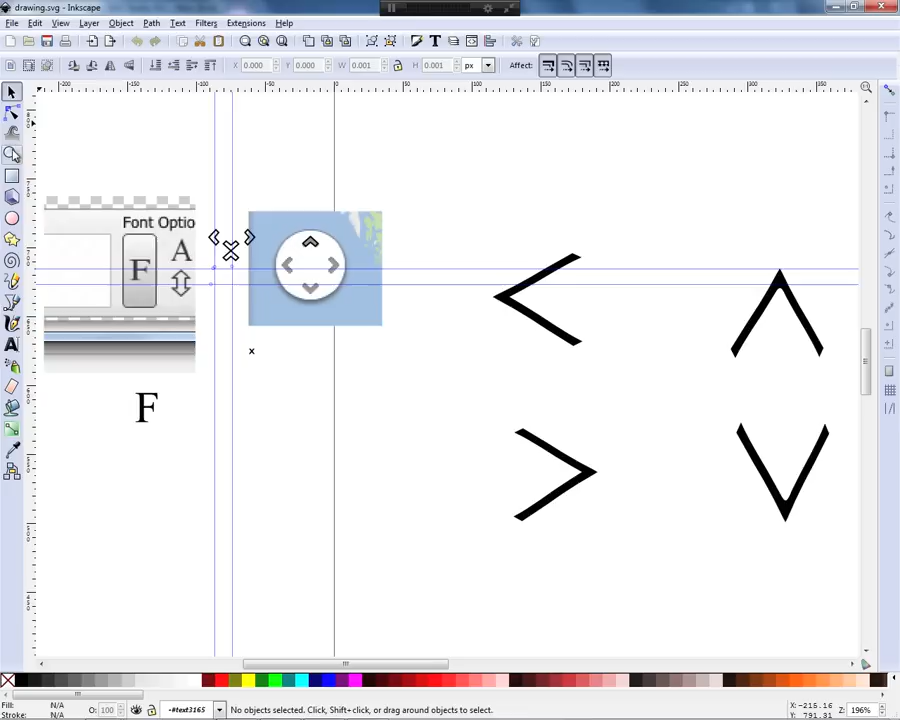 drawing.svg - Inkscape
File Edit View Layer Object Path Text Filters Extensions Help
X 0.000 Y 0.000 W 0.001 H 0.001 px Affect:
Font Optio
F A
F
x
Fill: N/A
Stroke: N/A
O: 100
-#text3165
No objects selected. Click, Shift+click, or drag around objects to select.
X: -215.16
Y: 791.31
Z: 196%